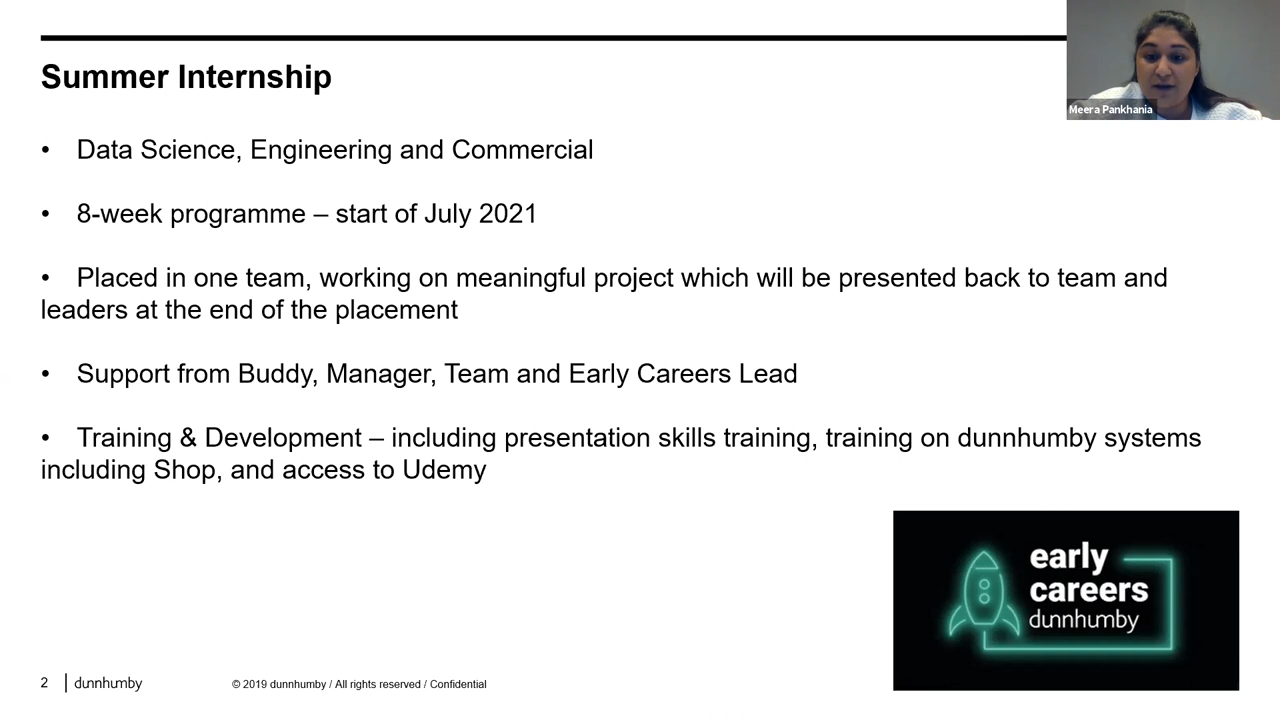 Summer Internship
Meera Pankhania
• Data Science, Engineering and Commercial
• 8-week programme – start of July 2021
• Placed in one team, working on meaningful project which will be presented back to team and
leaders at the end of the placement
• Support from Buddy, Manager, Team and Early Careers Lead
• Training & Development – including presentation skills training, training on dunnhumby systems
including Shop, and access to Udemy
early
careers
dunnhumby
2 | dunnhumby © 2019 dunnhumby / All rights reserved / Confidential